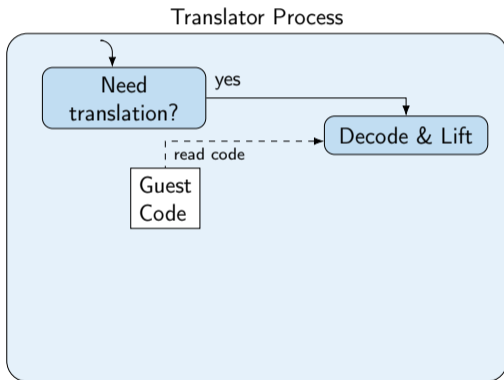 Translator Process
Need
translation?
yes
Decode & Lift
read code
Guest
Code